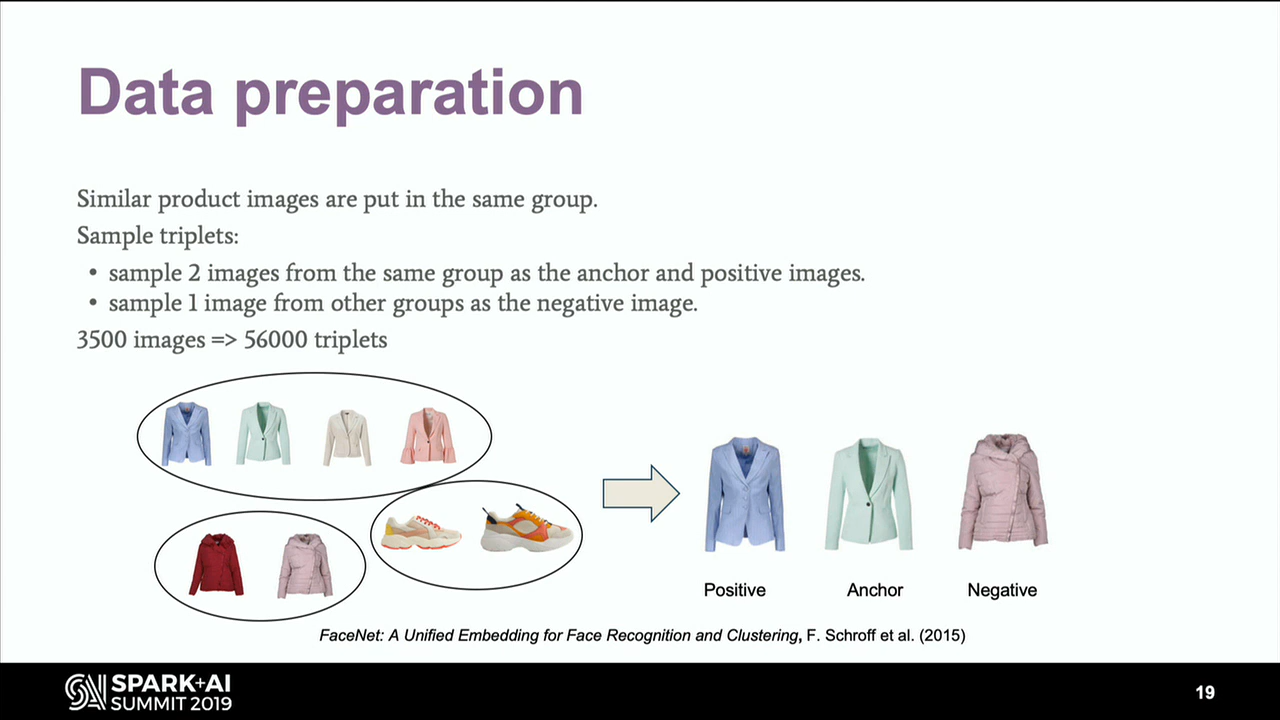 Data preparation
Similar product images are put in the same group.
Sample triplets:
• sample 2 images from the same group as the anchor and positive images.
• sample 1 image from other groups as the negative image.
3500 images => 56000 triplets
Positive Anchor Negative
FaceNet: A Unified Embedding for Face Recognition and Clustering, F. Schroff et al. (2015)
SPARK+AI
SUMMIT 2019
19